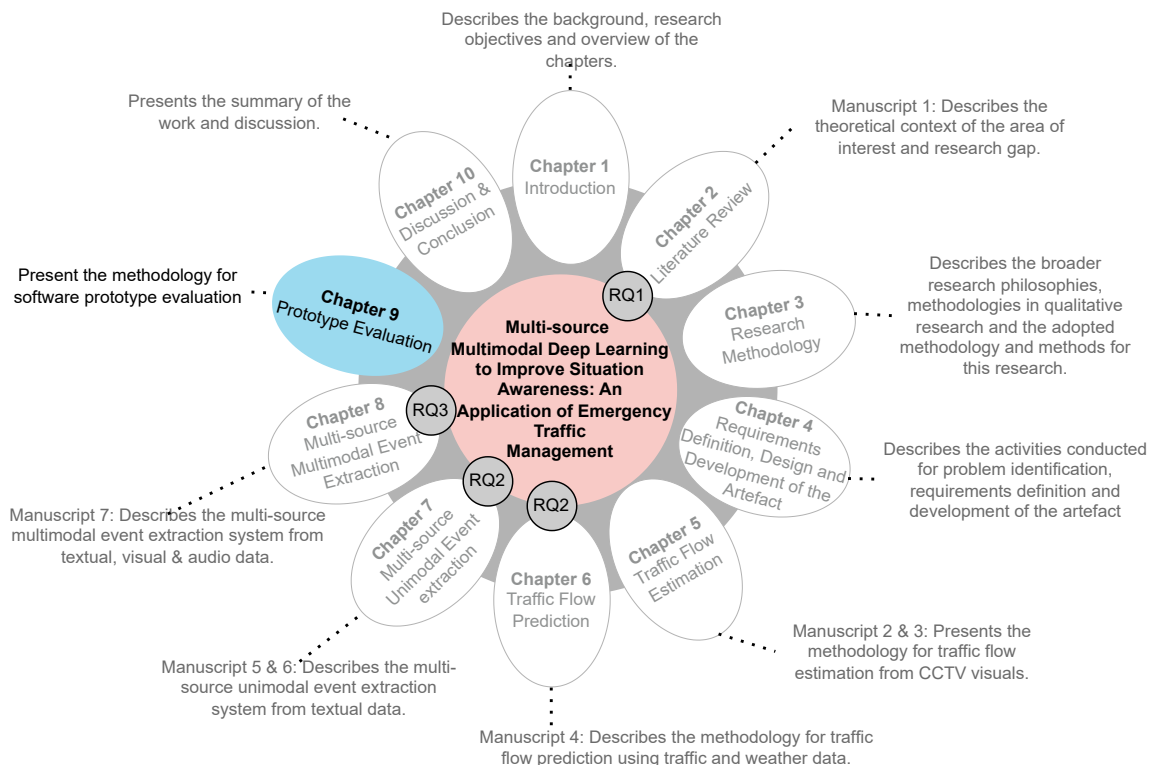 Describes the background, research
objectives and overview of the
chapters.
Chapter 1
Introduction
Manuscript 1: Describes the
theoretical context of the area of
interest and research gap.
Chapter 2
Literature Review
RQ1
Describes the broader
research philosophies,
methodologies in qualitative
research and the adopted
methodology and methods for
this research.
Chapter 3
Research
Methodology
Chapter 4
Requirements
Definition, Design and
Development of the
Artefact
Describes the activities conducted
for problem identification,
requirements definition and
development of the artefact
Chapter 5
Traffic Flow
Estimation
Manuscript 2 & 3: Presents the
methodology for traffic flow
estimation from CCTV visuals.
RQ2
Chapter 6
Traffic Flow
Prediction
Manuscript 4: Describes the methodology for traffic
flow prediction using traffic and weather data.
RQ2
Chapter 7
Multi-source
Unimodal Event
extraction
Manuscript 5 & 6: Describes the multi-
source unimodal event extraction
system from textual data.
RQ3
Chapter 8
Multi-source
Multimodal Event
Extraction
Manuscript 7: Describes the multi-source
multimodal event extraction system from
textual, visual & audio data.
Chapter 9
Prototype Evaluation
Present the methodology for
software prototype evaluation
Chapter 10
Discussion &
Conclusion
Presents the summary of the
work and discussion.
Multi-source
Multimodal Deep Learning
to Improve Situation
Awareness: An
Application of Emergency
Traffic
Management